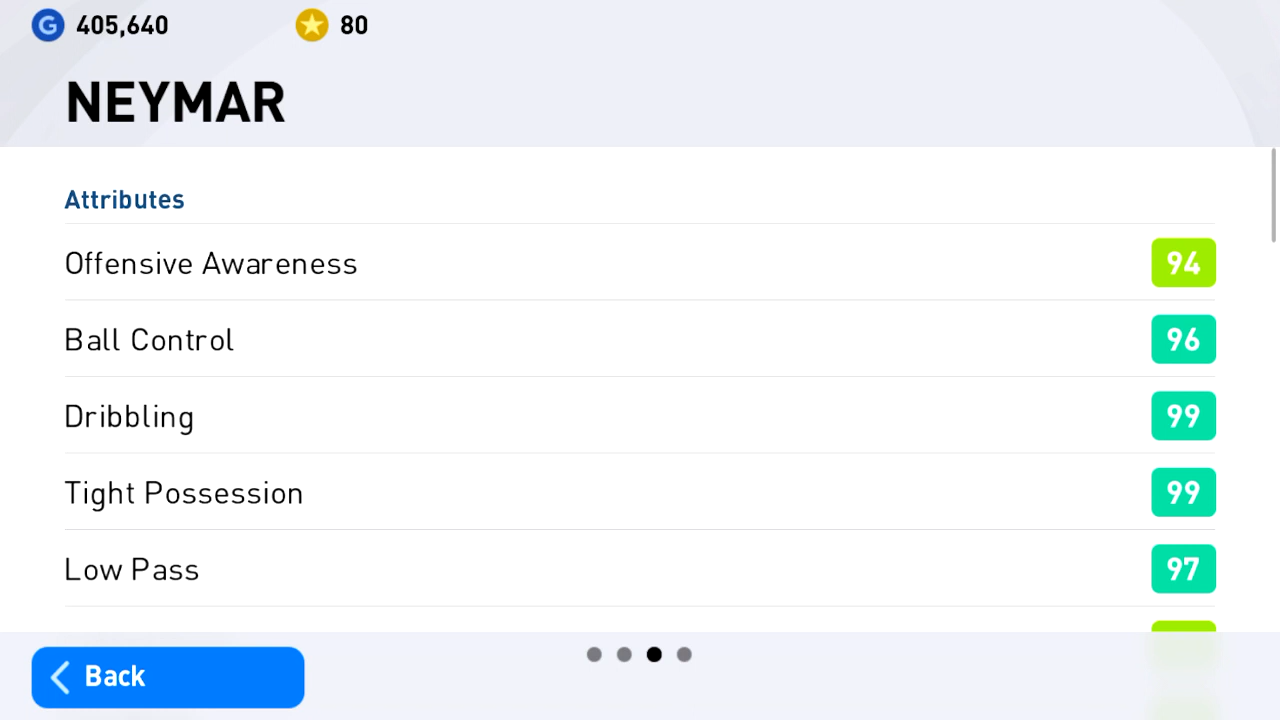 G 405,640 80
NEYMAR
Attributes
Offensive Awareness 94
Ball Control 96
Dribbling 99
Tight Possession 99
Low Pass 97
Back